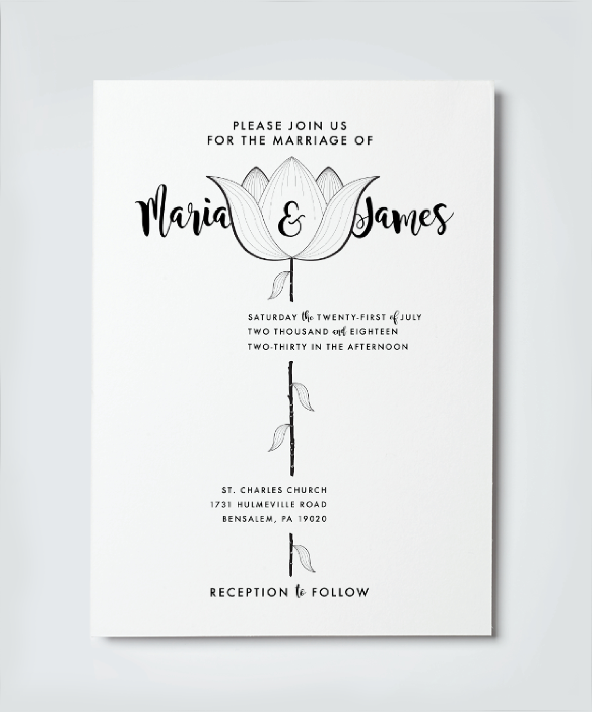 PLEASE JOIN US
FOR THE MARRIAGE OF
Maria & James
SATURDAY the TWENTY-FIRST of JULY
TWO THOUSAND and EIGHTEEN
TWO-THIRTY IN THE AFTERNOON
ST. CHARLES CHURCH
1731 HULMEVILLE ROAD
BENSALEM, PA 19020
RECEPTION to FOLLOW